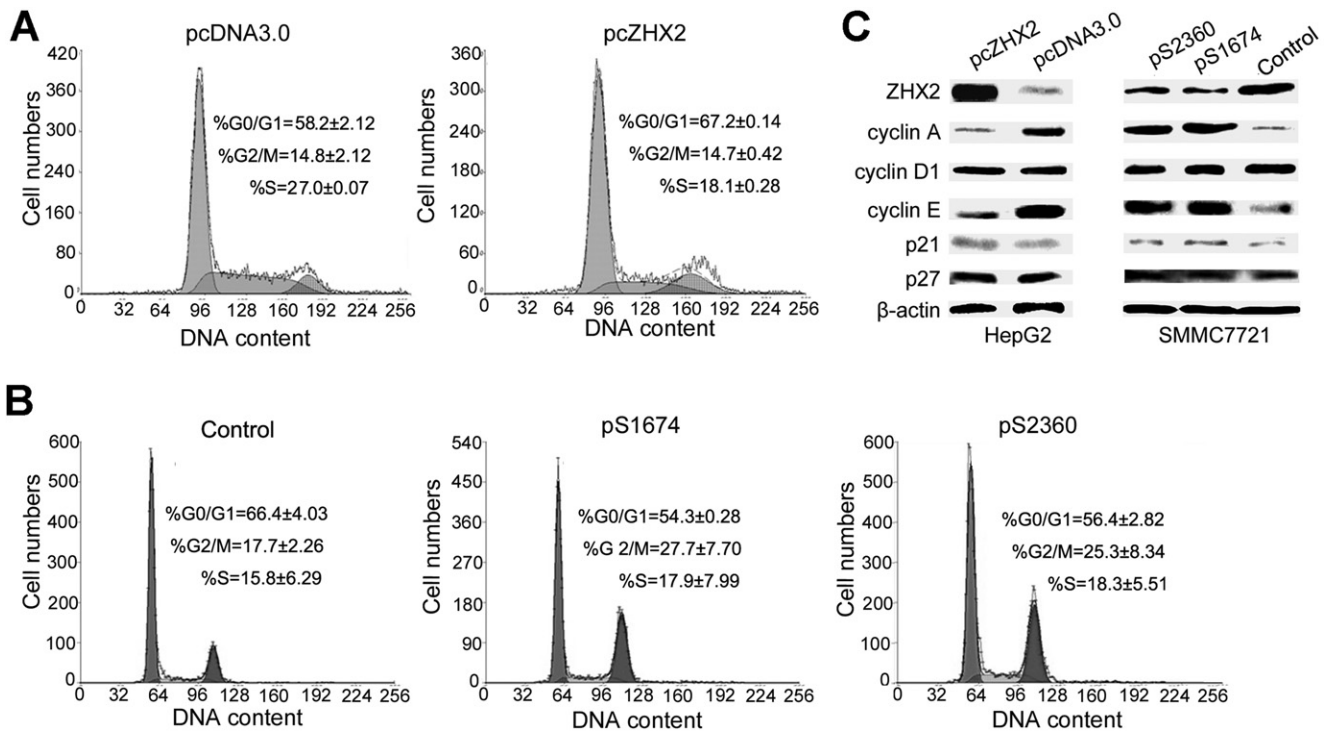 A
pcDNA3.0
420
360
300
240
160
80
0
Cell numbers
%G0/G1=58.2±2.12
%G2/M=14.8±2.12
%S=27.0±0.07
0 32 64 96 128 160 192 224 256
DNA content
pcZHX2
360
300
240
180
120
60
0
Cell numbers
%G0/G1=67.2±0.14
%G2/M=14.7±0.42
%S=18.1±0.28
0 32 64 96 128 160 192 224 256
DNA content
C
pcZHX2 pcDNA3.0 pS2360 pS1674 Control
ZHX2
cyclin A
cyclin D1
cyclin E
p21
p27
β-actin
HepG2 SMMC7721
B
Control
600
500
400
300
200
100
0
Cell numbers
%G0/G1=66.4±4.03
%G2/M=17.7±2.26
%S=15.8±6.29
0 32 64 96 128 160 192 224 256
DNA content
pS1674
540
450
360
270
180
90
0
Cell numbers
%G0/G1=54.3±0.28
%G 2/M=27.7±7.70
%S=17.9±7.99
0 32 64 96 128 160 192 224 256
DNA content
pS2360
600
500
400
300
200
100
0
Cell numbers
%G0/G1=56.4±2.82
%G2/M=25.3±8.34
%S=18.3±5.51
0 32 64 96 128 160 192 224 256
DNA content